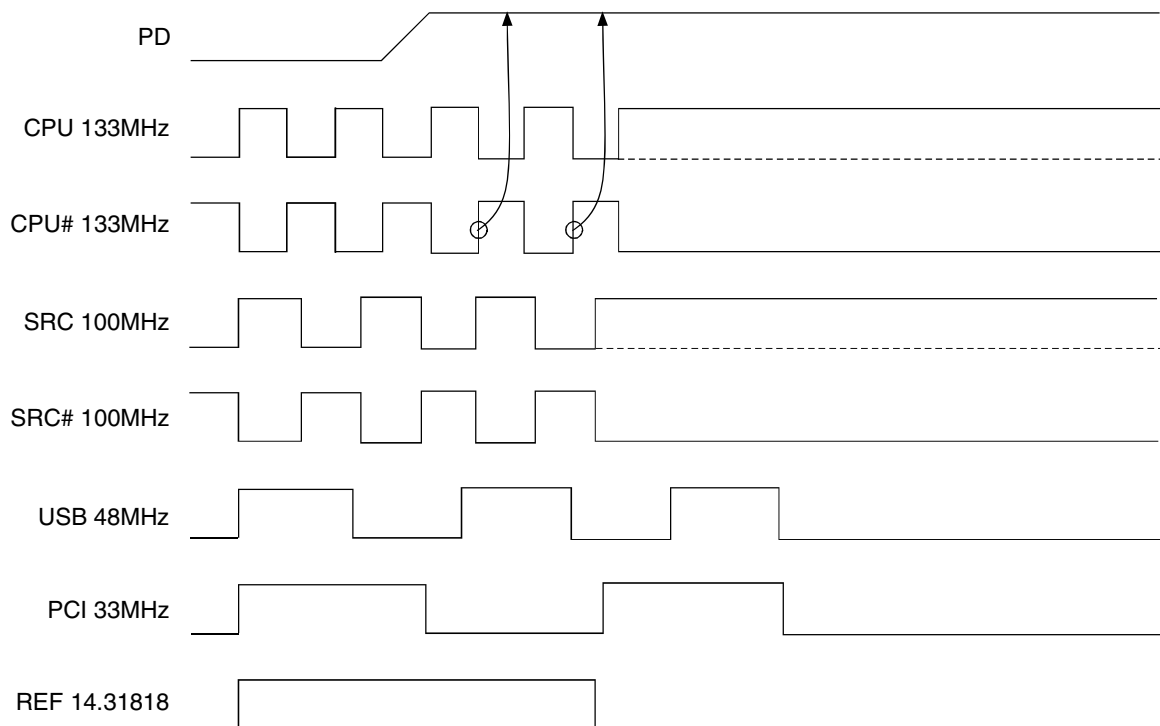 PD
CPU 133MHz
CPU# 133MHz
SRC 100MHz
SRC# 100MHz
USB 48MHz
PCI 33MHz
REF 14.31818